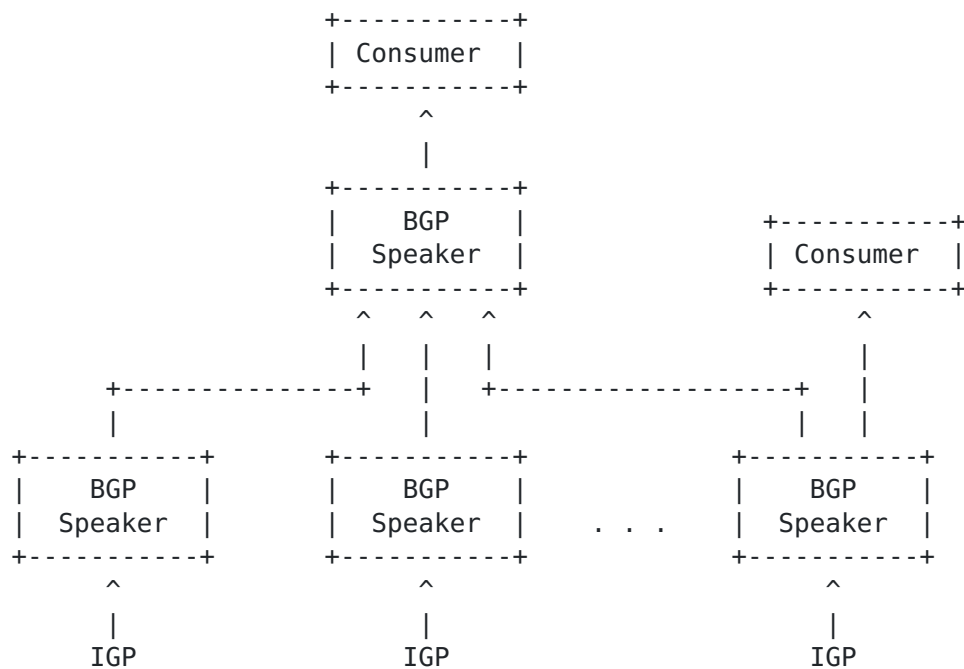 Consumer
BGP
Speaker
Consumer
BGP BGP BGP
Speaker Speaker . . . Speaker
IGP IGP IGP